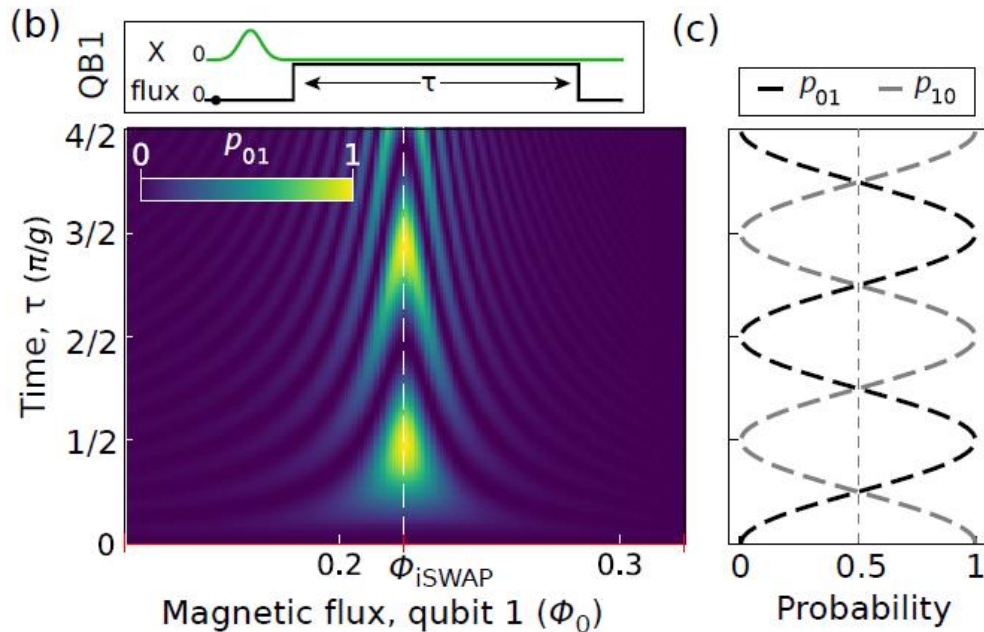 (b)
QB1
X 0
flux 0
τ
4/2
3/2
2/2
1/2
0
Time, τ (π/g)
p01
0 1
0.2 ΦiSWAP 0.3
Magnetic flux, qubit 1 (Φ0)
(c)
p01 p10
0 0.5 1
Probability